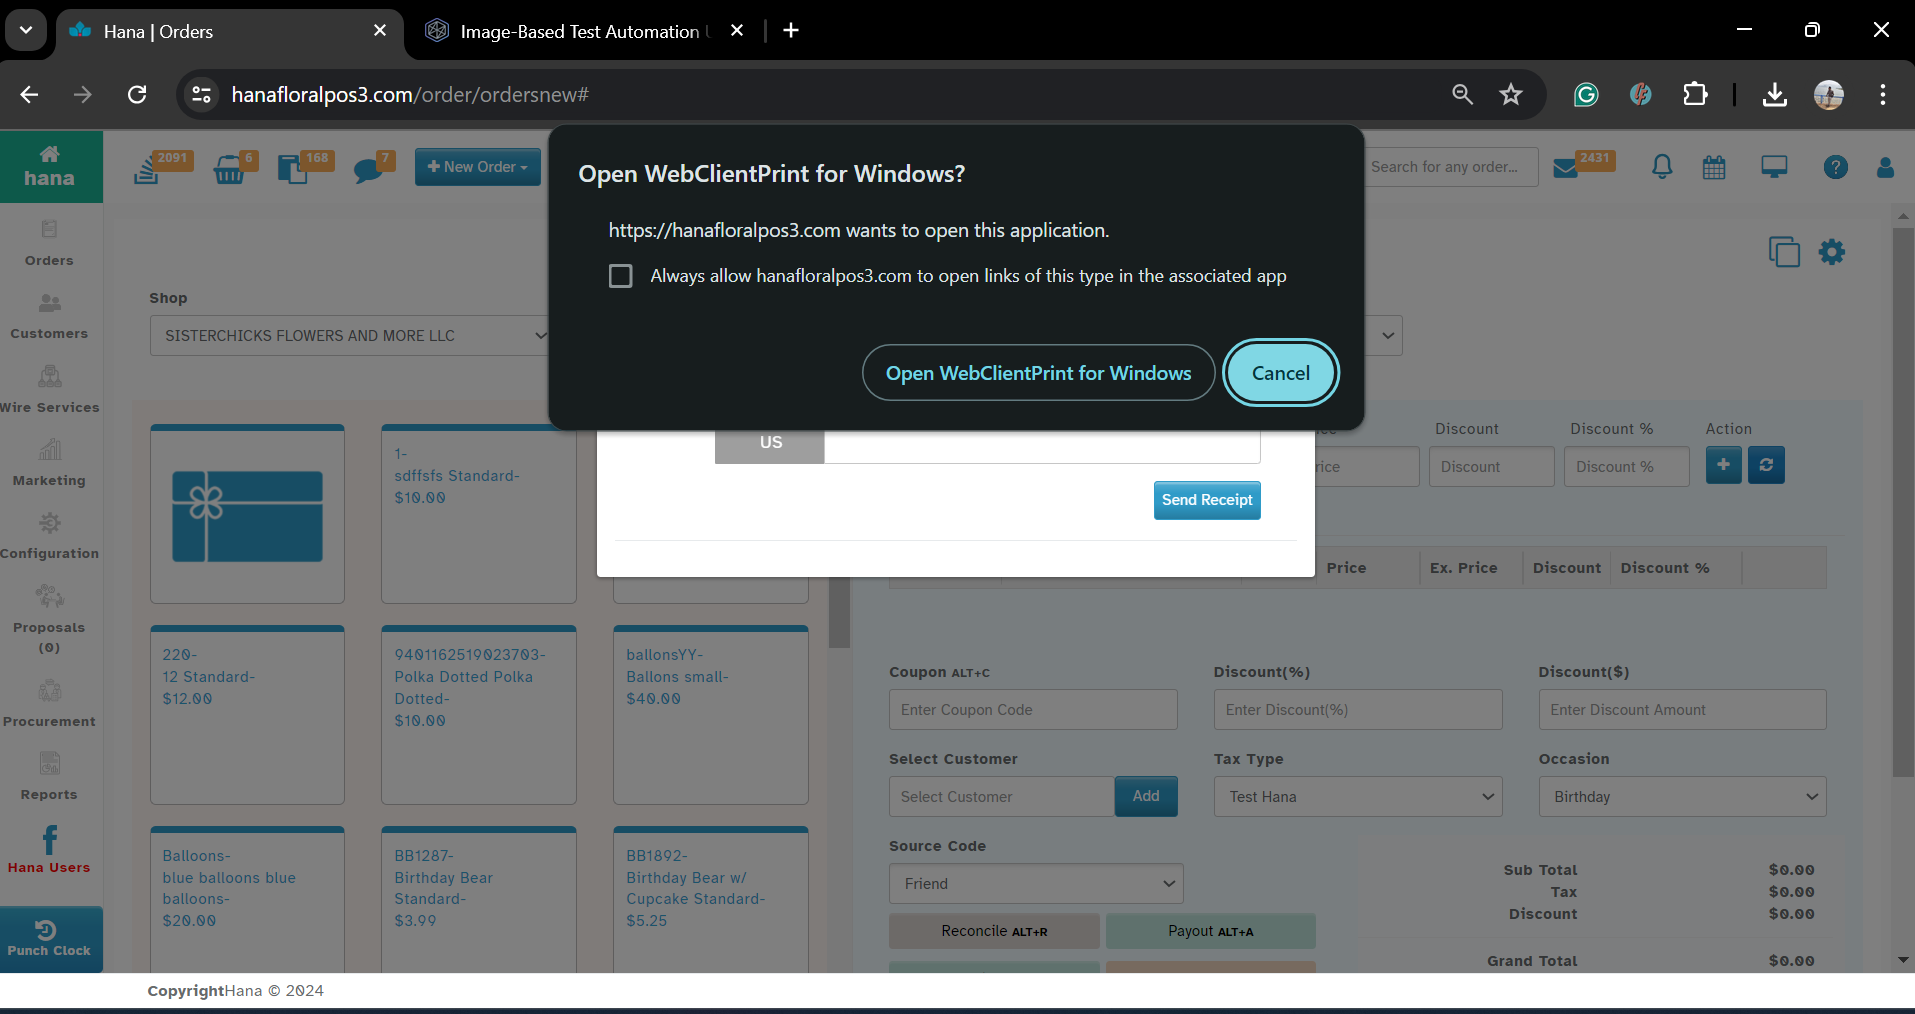 Hana | Orders
Image-Based Test Automation
hanafloralpos3.com/order/ordersnew#
hana
2091
6
168
7
+ New Order
Search for any order...
2431
Open WebClientPrint for Windows?
https://hanafloralpos3.com wants to open this application.
Always allow hanafloralpos3.com to open links of this type in the associated app
Open WebClientPrint for Windows
Cancel
Orders
Customers
Wire Services
Marketing
Configuration
Proposals
(0)
Procurement
Reports
Hana Users
Punch Clock
Shop
SISTERCHICKS FLOWERS AND MORE LLC
US
Send Receipt
1-
sdffsfs Standard-
$10.00
220-
12 Standard-
$12.00
9401162519023703-
Polka Dotted Polka
Dotted-
$10.00
ballonsYY-
Ballons small-
$40.00
Balloons-
blue balloons blue
balloons-
$20.00
BB1287-
Birthday Bear
Standard-
$3.99
BB1892-
Birthday Bear w/
Cupcake Standard-
$5.25
Discount
Discount %
Action
rice
Discount
Discount %
Price
Ex. Price
Discount
Discount %
Coupon ALT+C
Discount(%)
Discount($)
Enter Coupon Code
Enter Discount(%)
Enter Discount Amount
Select Customer
Tax Type
Occasion
Select Customer
Add
Test Hana
Birthday
Source Code
Friend
Reconcile ALT+R
Payout ALT+A
Sub Total $0.00
Tax $0.00
Discount $0.00
Grand Total $0.00
CopyrightHana © 2024